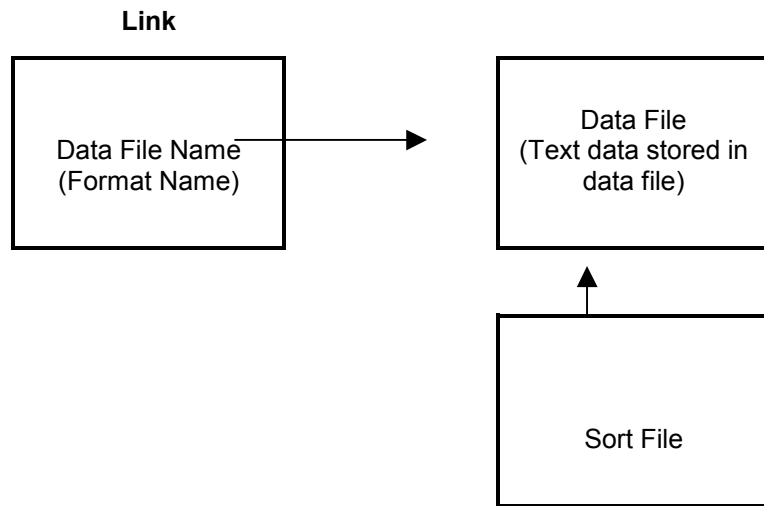 Link
Data File Name
(Format Name)
Data File
(Text data stored in
data file)
Sort File